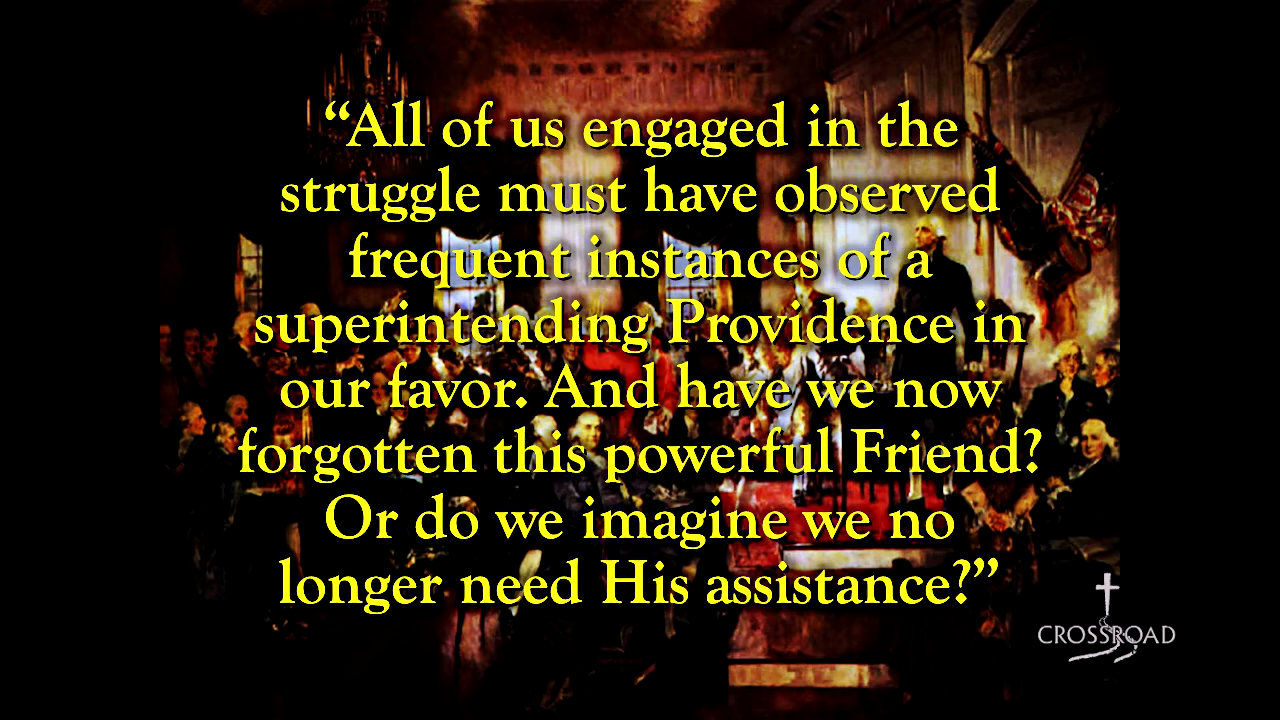 “All of us engaged in the
struggle must have observed
frequent instances of a
superintending Providence in
our favor. And have we now
forgotten this powerful Friend?
Or do we imagine we no
longer need His assistance?”
CROSSROAD